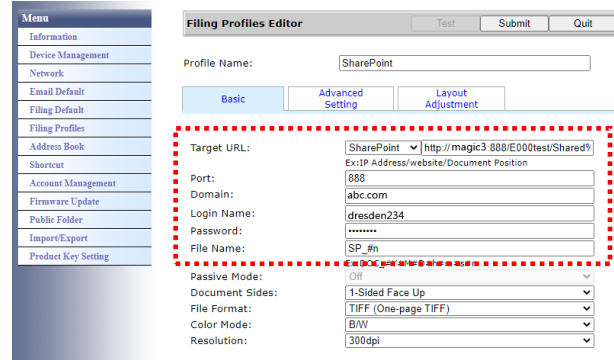 Menu
Information
Device Management
Network
Email Default
Filing Default
Filing Profiles
Address Book
Shortcut
Account Management
Firmware Update
Public Folder
Import/Export
Product Key Setting
Filing Profiles Editor
Test Submit Quit
Profile Name: SharePoint
Basic
Advanced Setting
Layout Adjustment
Target URL: SharePoint http://magic3:888/E000test/Shared%
Ex:IP Address/website/Document Position
Port: 888
Domain: abc.com
Login Name: dresden234
Password: ••••••••
File Name: SP_#n
Passive Mode: Off
Document Sides: 1-Sided Face Up
File Format: TIFF (One-page TIFF)
Color Mode: B/W
Resolution: 300dpi